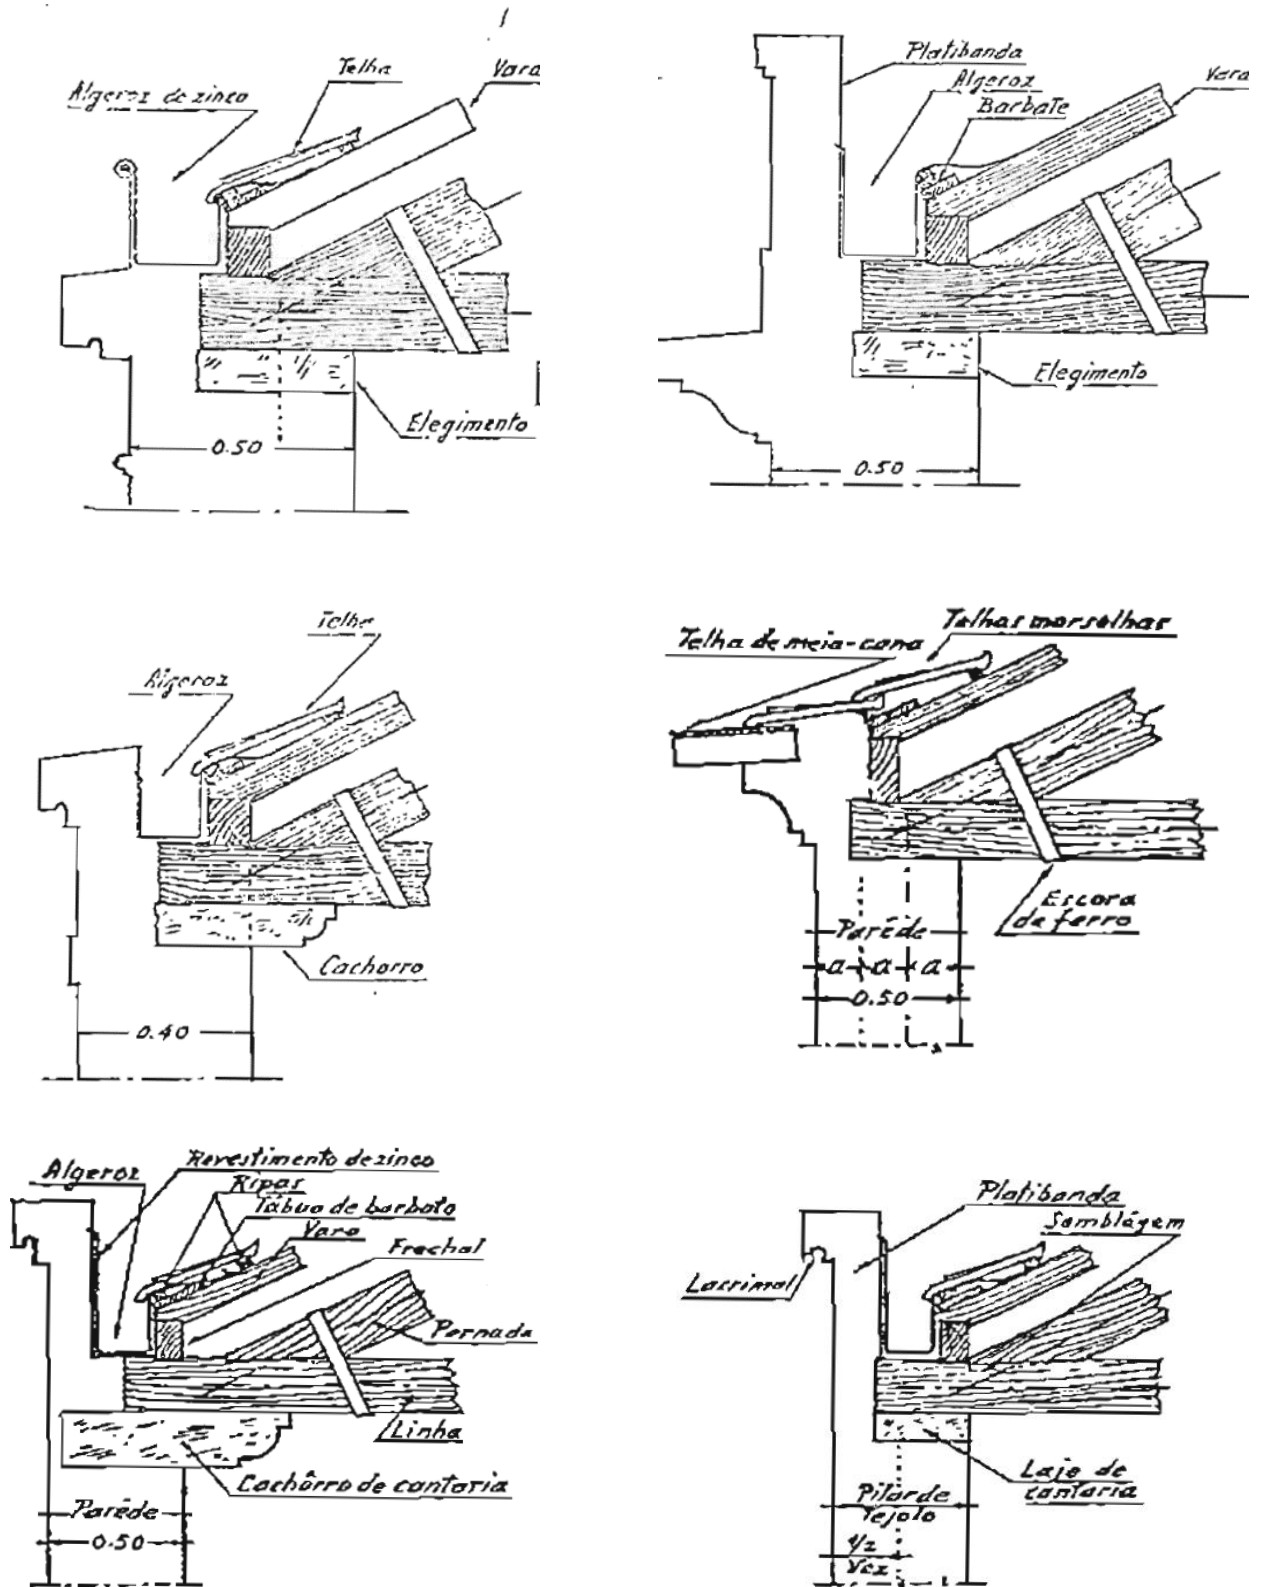 Telha
Vara
Algeroz de zinco
Elegimento
0.50
Platibanda
Algeroz
Barbate
Vara
Elegimento
0.50
Telha
Algeroz
Cachorro
0.40
Telhas marselhas
Telha de meia-cana
Escora
de ferro
Parêde
a a a
0.50
Revestimento de zinco
Algeroz
Ripas
Tábua de barbate
Vara
Frechal
Pernada
Linha
Cachôrro de cantaria
Parêde
0.50
Platibanda
Samblágem
Lacrimal
Laje de
cantaria
Pilar de
Tejolo
1/2
Vez